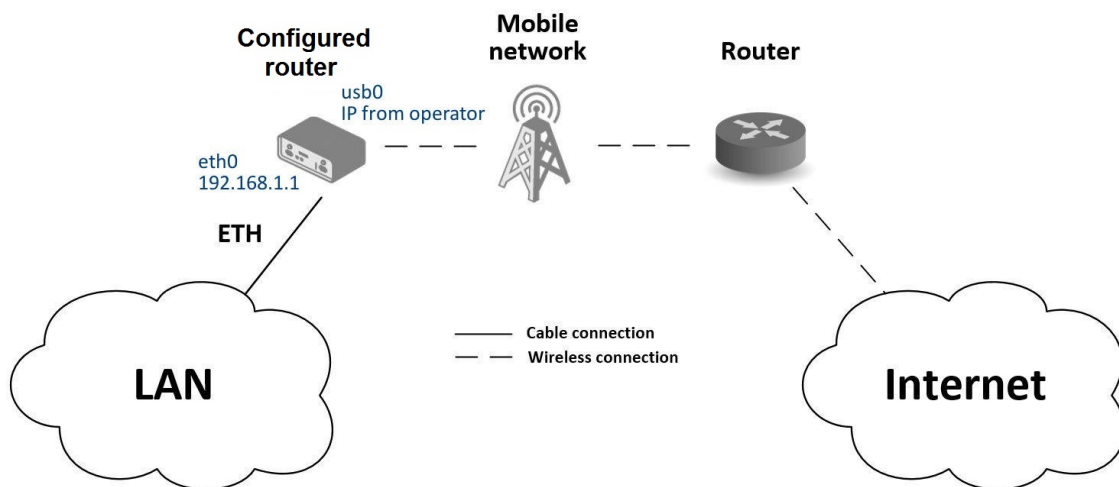 Configured
router
Mobile
network
Router
usb0
IP from operator
eth0
192.168.1.1
ETH
LAN
Cable connection
Wireless connection
Internet